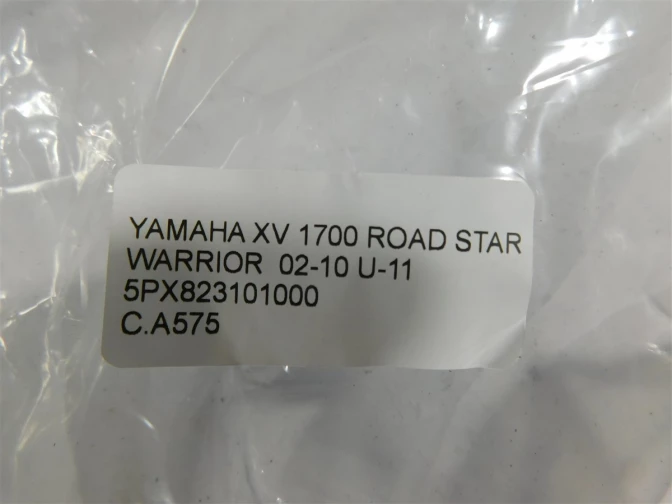 YAMAHA XV 1700 ROAD STAR
WARRIOR  02-10 U-11
5PX823101000
C.A575